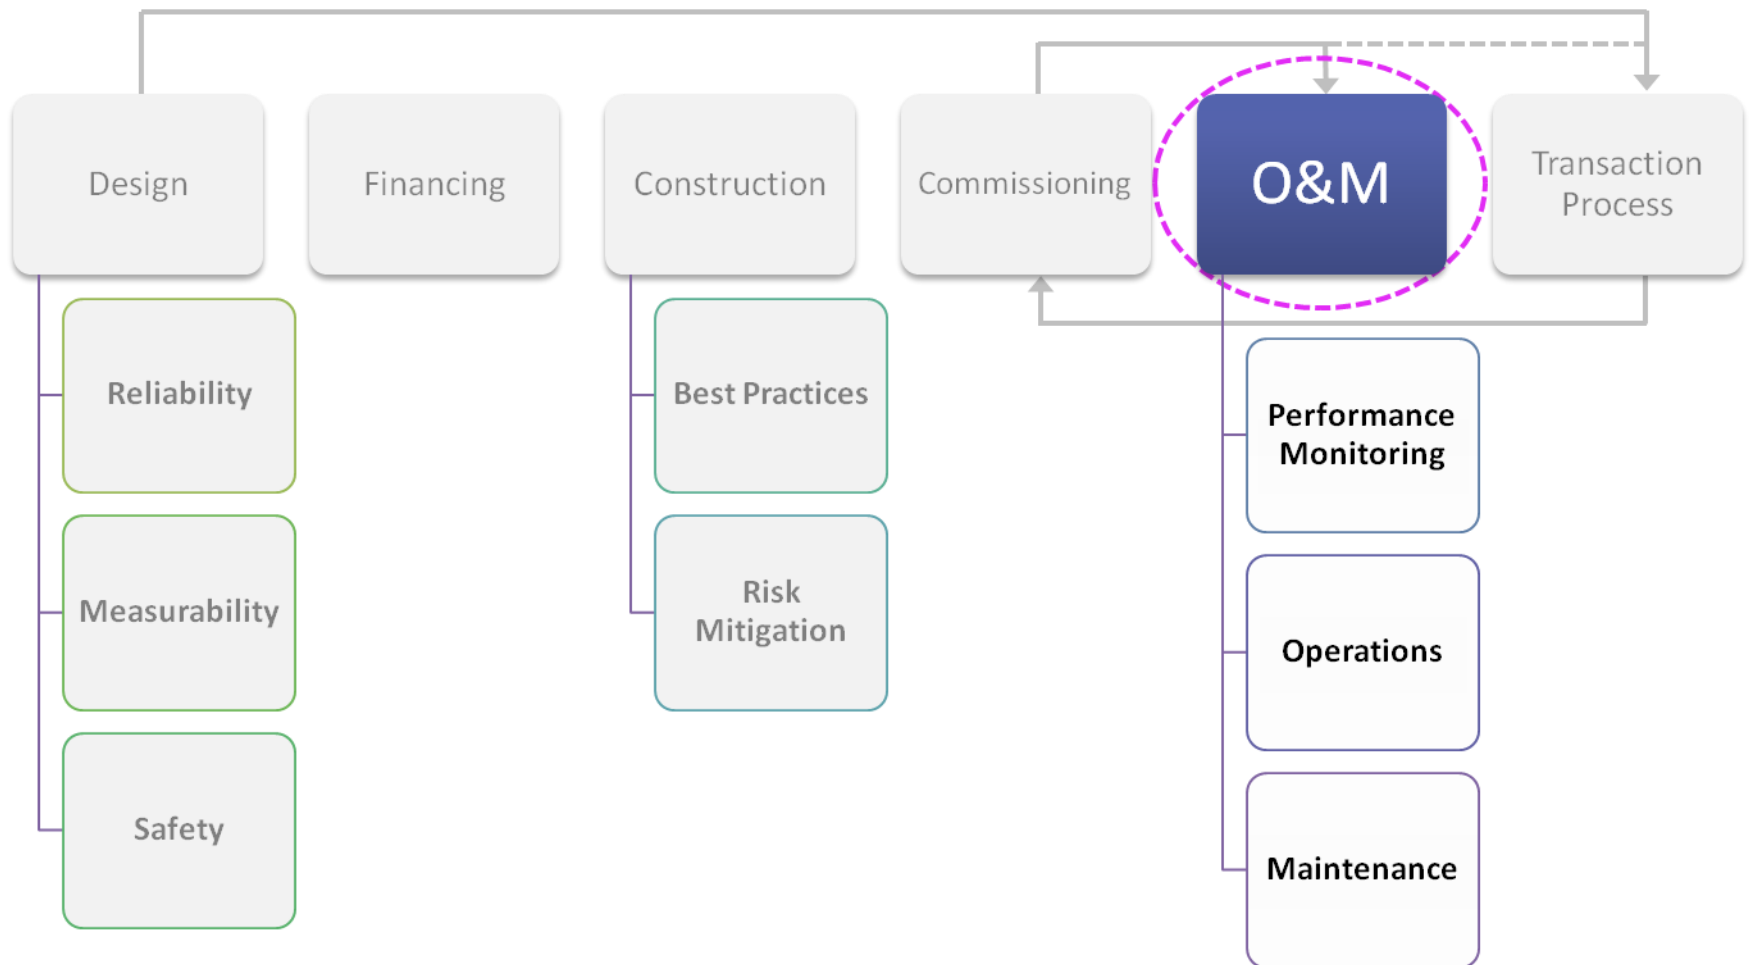 Design
Financing
Construction
Commissioning
O&M
Transaction
Process
Reliability
Measurability
Safety
Best Practices
Risk
Mitigation
Performance
Monitoring
Operations
Maintenance